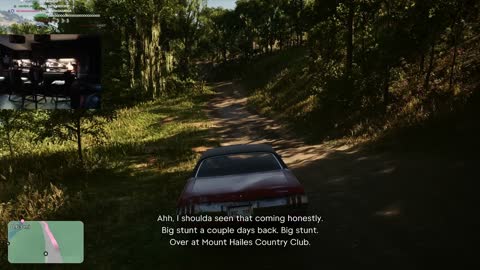 Ahh, I shoulda seen that coming honestly.
Big stunt a couple days back. Big stunt.
Over at Mount Hailes Country Club.